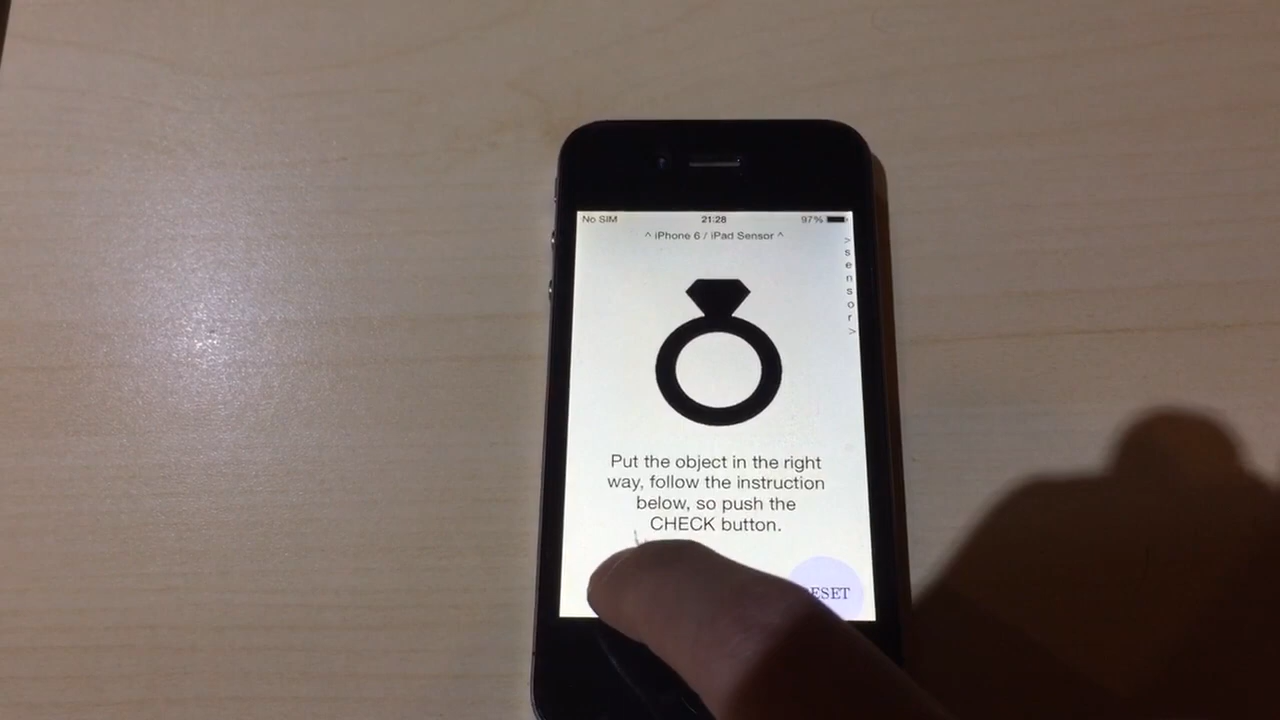 No SIM 21:28 97%
^ iPhone 6 / iPad Sensor ^
> sensor >
Put the object in the right
way, follow the instruction
below, so push the
CHECK button.
ESET